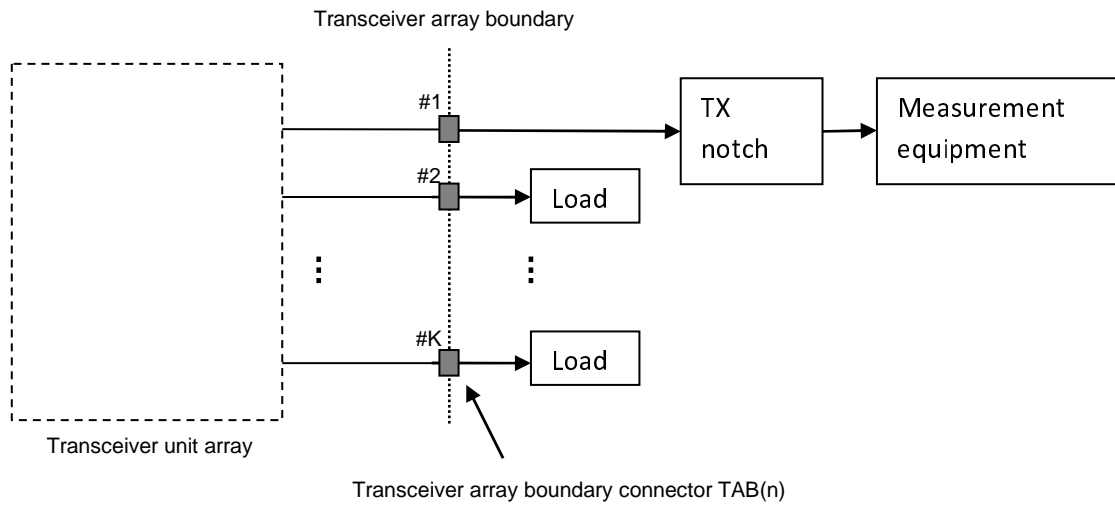 Transceiver array boundary
#1
TX
notch
Measurement
equipment
#2
Load
#K
Load
Transceiver unit array
Transceiver array boundary connector TAB(n)